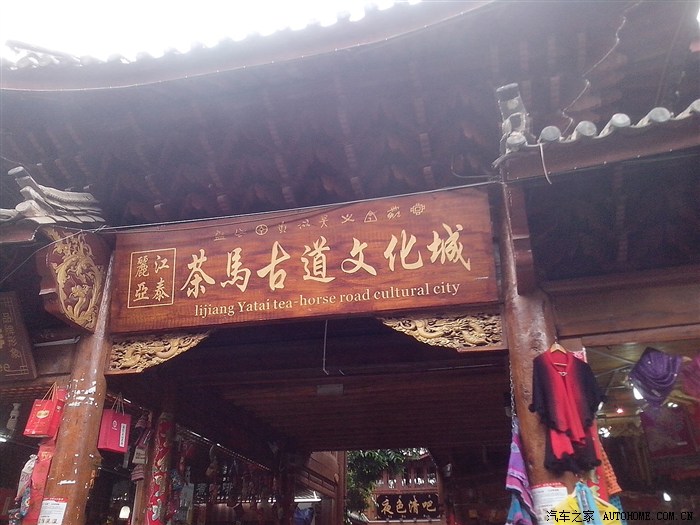 麗江
亞泰
茶馬古道文化城
lijiang Yatai tea-horse road cultural city
夜色清吧
汽车之家 WWW.AUTOHOME.COM.CN